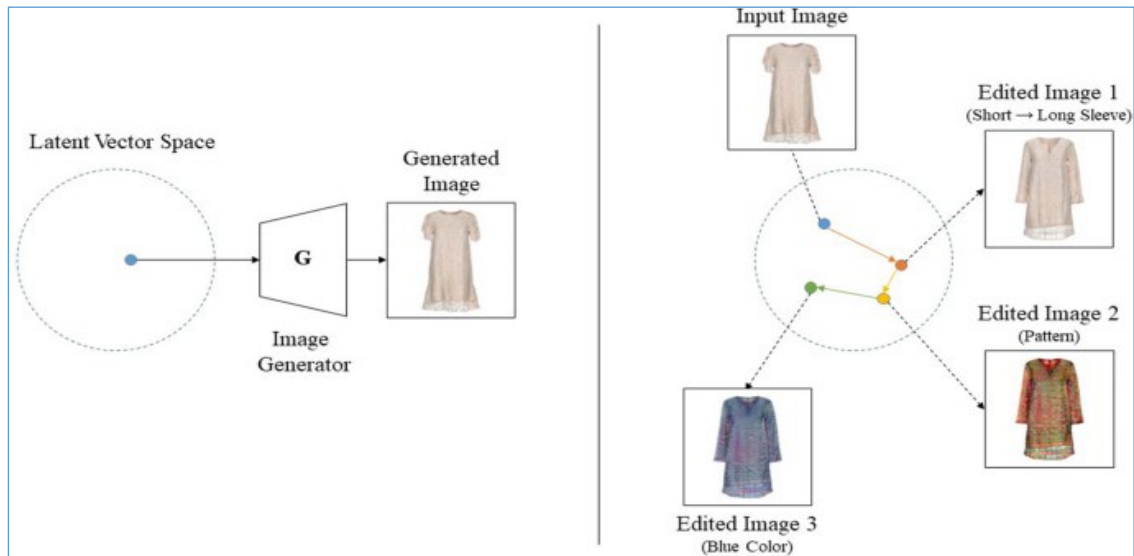 Latent Vector Space
G
Image
Generator
Generated
Image
Input Image
Edited Image 1
(Short → Long Sleeve)
Edited Image 2
(Pattern)
Edited Image 3
(Blue Color)